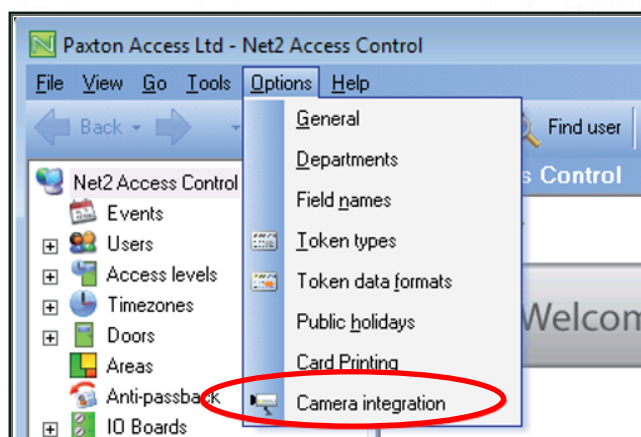 Paxton Access Ltd - Net2 Access Control
File View Go Tools Options Help
Back
Find user
General
Departments
Field names
Token types
Token data formats
Public holidays
Card Printing
Camera integration
Net2 Access Control
Events
Users
Access levels
Timezones
Doors
Areas
Anti-passback
IO Boards
s Control
Welcom